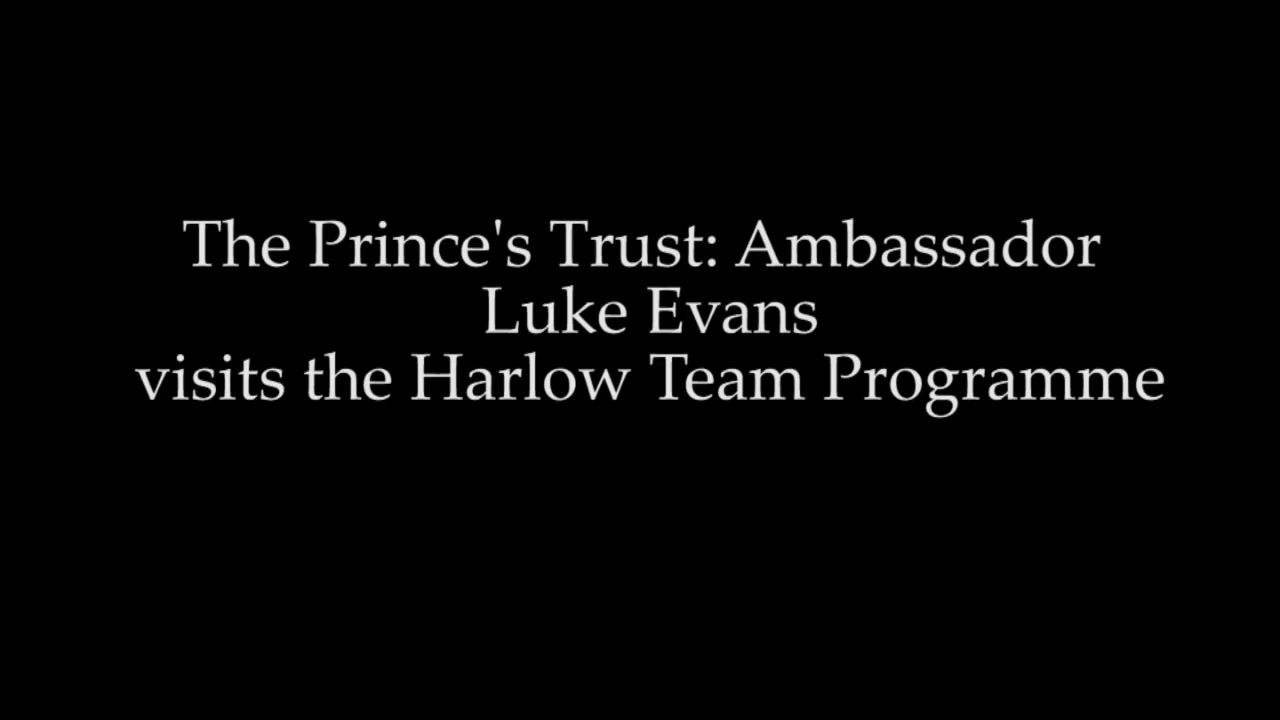 The Prince's Trust: Ambassador
Luke Evans
visits the Harlow Team Programme